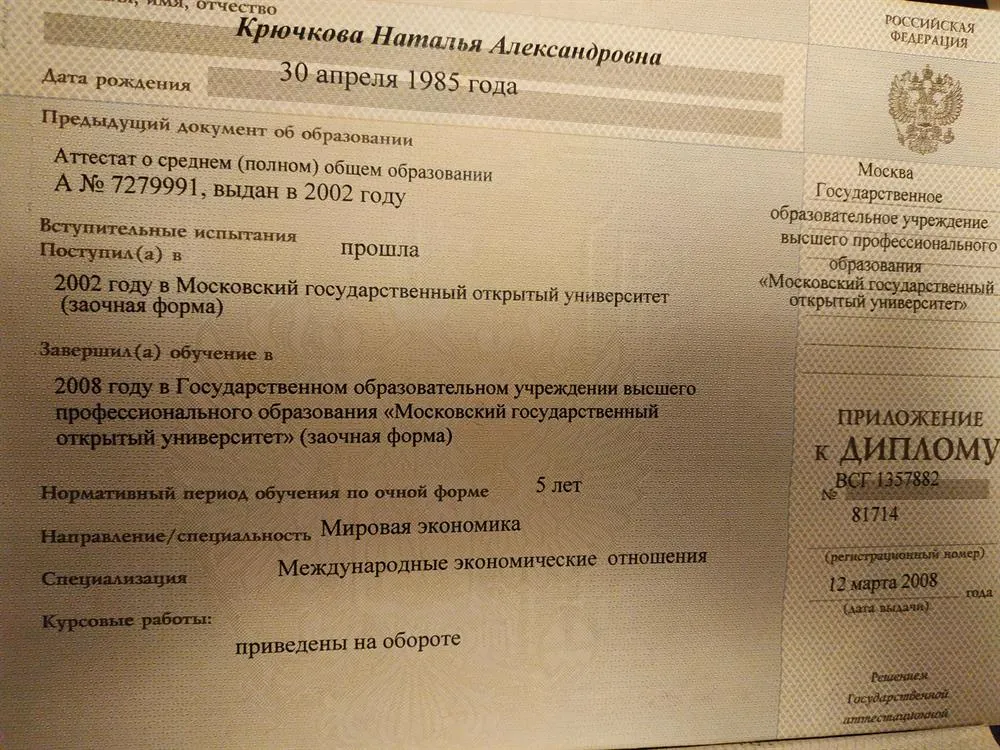 имя, отчество
Крючкова Наталья Александровна
Дата рождения
30 апреля 1985 года
Предыдущий документ об образовании
Аттестат о среднем (полном) общем образовании
А № 7279991, выдан в 2002 году
Вступительные испытания
прошла
Поступил(а) в
2002 году в Московский государственный открытый университет
(заочная форма)
Завершил(а) обучение в
2008 году в Государственном образовательном учреждении высшего
профессионального образования «Московский государственный
открытый университет» (заочная форма)
Нормативный период обучения по очной форме
5 лет
Направление/специальность
Мировая экономика
Специализация
Международные экономические отношения
Курсовые работы:
приведены на обороте
РОССИЙСКАЯ
ФЕДЕРАЦИЯ
Москва
Государственное
образовательное учреждение
высшего профессионального
образования
«Московский государственный
открытый университет»
ПРИЛОЖЕНИЕ
к ДИПЛОМУ
№ ВСГ 1357882
81714
(регистрационный номер)
12 марта 2008 года
(дата выдачи)
Решением
Государственной
аттестационной